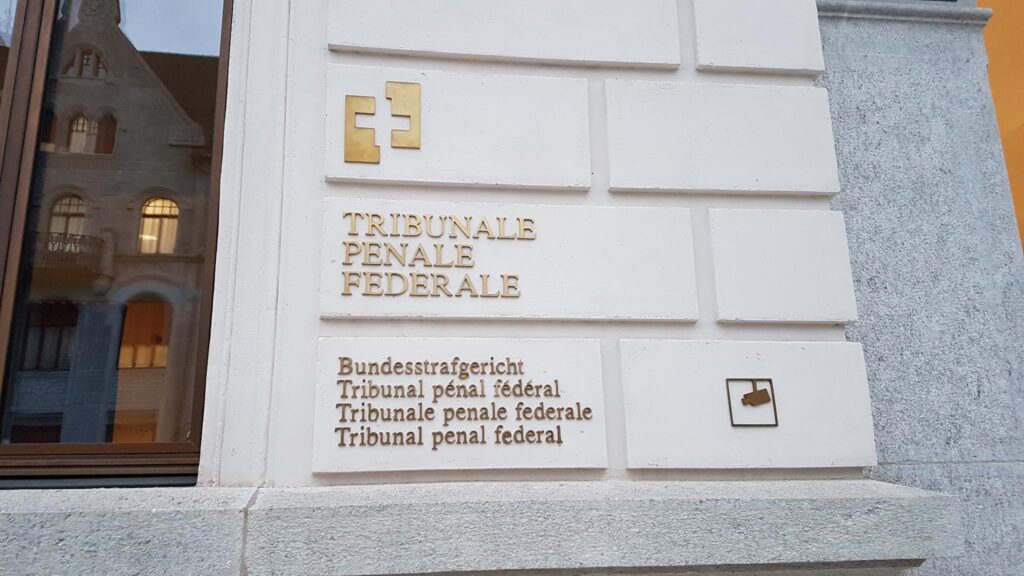 TRIBUNALE
PENALE
FEDERALE
Bundesstrafgericht
Tribunal pénal fédéral
Tribunale penale federale
Tribunal penal federal